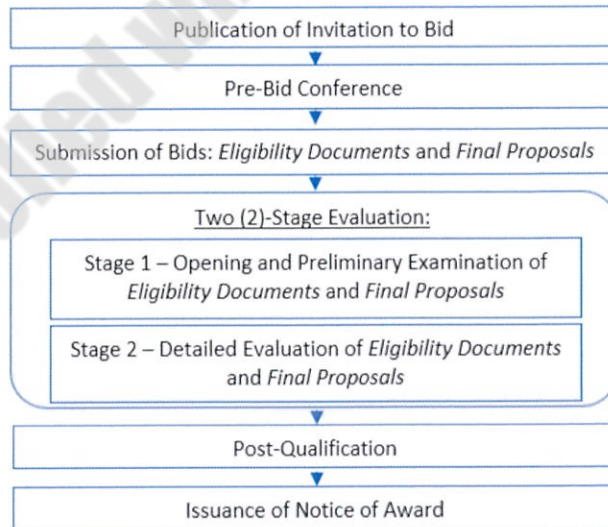 Publication of Invitation to Bid
Pre-Bid Conference
Submission of Bids: Eligibility Documents and Final Proposals
Two (2)-Stage Evaluation:
Stage 1 – Opening and Preliminary Examination of
Eligibility Documents and Final Proposals
Stage 2 – Detailed Evaluation of Eligibility Documents
and Final Proposals
Post-Qualification
Issuance of Notice of Award